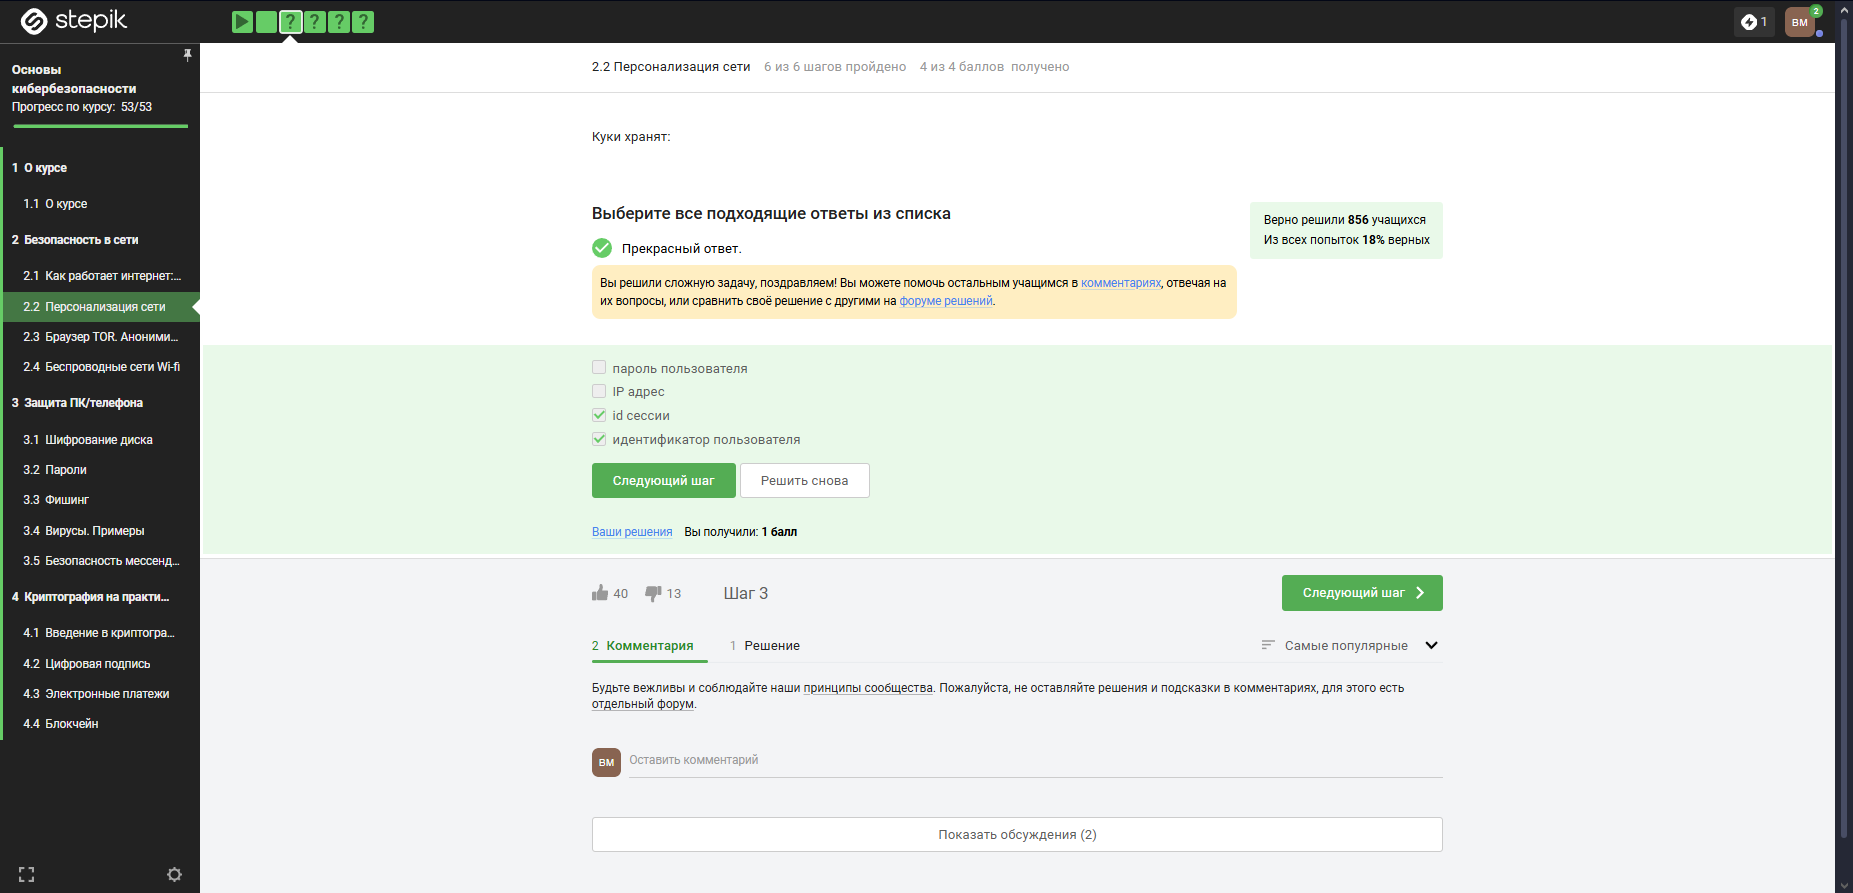 stepik
? ? ? ?
1
ВМ
2
Основы
кибербезопасности
Прогресс по курсу: 53/53
1 О курсе
1.1 О курсе
2 Безопасность в сети
2.1 Как работает интернет:...
2.2 Персонализация сети
2.3 Браузер TOR. Аноними...
2.4 Беспроводные сети Wi-fi
3 Защита ПК/телефона
3.1 Шифрование диска
3.2 Пароли
3.3 Фишинг
3.4 Вирусы. Примеры
3.5 Безопасность мессенд...
4 Криптография на практи...
4.1 Введение в криптогра...
4.2 Цифровая подпись
4.3 Электронные платежи
4.4 Блокчейн
2.2 Персонализация сети 6 из 6 шагов пройдено 4 из 4 баллов получено
Куки хранят:
Выберите все подходящие ответы из списка
Верно решили 856 учащихся
Из всех попыток 18% верных
Прекрасный ответ.
Вы решили сложную задачу, поздравляем! Вы можете помочь остальным учащимся в комментариях, отвечая на
их вопросы, или сравнить своё решение с другими на форуме решений.
пароль пользователя
IP адрес
id сессии
идентификатор пользователя
Следующий шаг Решить снова
Ваши решения Вы получили: 1 балл
40 13 Шаг 3 Следующий шаг
2 Комментария 1 Решение Самые популярные
Будьте вежливы и соблюдайте наши принципы сообщества. Пожалуйста, не оставляйте решения и подсказки в комментариях, для этого есть
отдельный форум.
ВМ Оставить комментарий
Показать обсуждения (2)